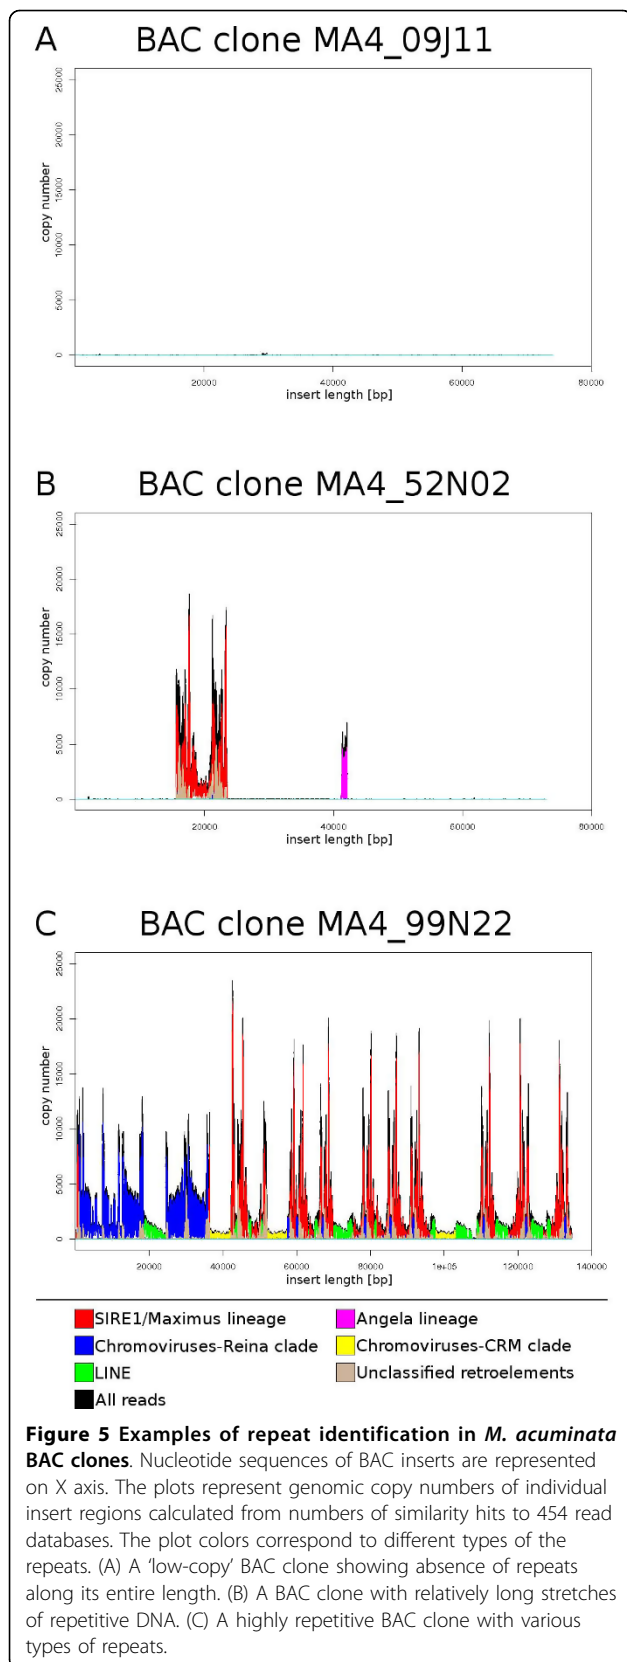 A BAC clone MA4_09J11
25000
20000
15000
10000
5000
0
copy number
20000 40000 60000 80000
insert length [bp]
B BAC clone MA4_52N02
25000
20000
15000
10000
5000
0
copy number
20000 40000 60000 80000
insert length [bp]
C BAC clone MA4_99N22
25000
20000
15000
10000
5000
0
copy number
20000 40000 60000 80000 1e+05 120000 140000
insert length [bp]
SIRE1/Maximus lineage Angela lineage
Chromoviruses-Reina clade Chromoviruses-CRM clade
LINE Unclassified retroelements
All reads
Figure 5 Examples of repeat identification in M. acuminata
BAC clones. Nucleotide sequences of BAC inserts are represented
on X axis. The plots represent genomic copy numbers of individual
insert regions calculated from numbers of similarity hits to 454 read
databases. The plot colors correspond to different types of the
repeats. (A) A ‘low-copy’ BAC clone showing absence of repeats
along its entire length. (B) A BAC clone with relatively long stretches
of repetitive DNA. (C) A highly repetitive BAC clone with various
types of repeats.